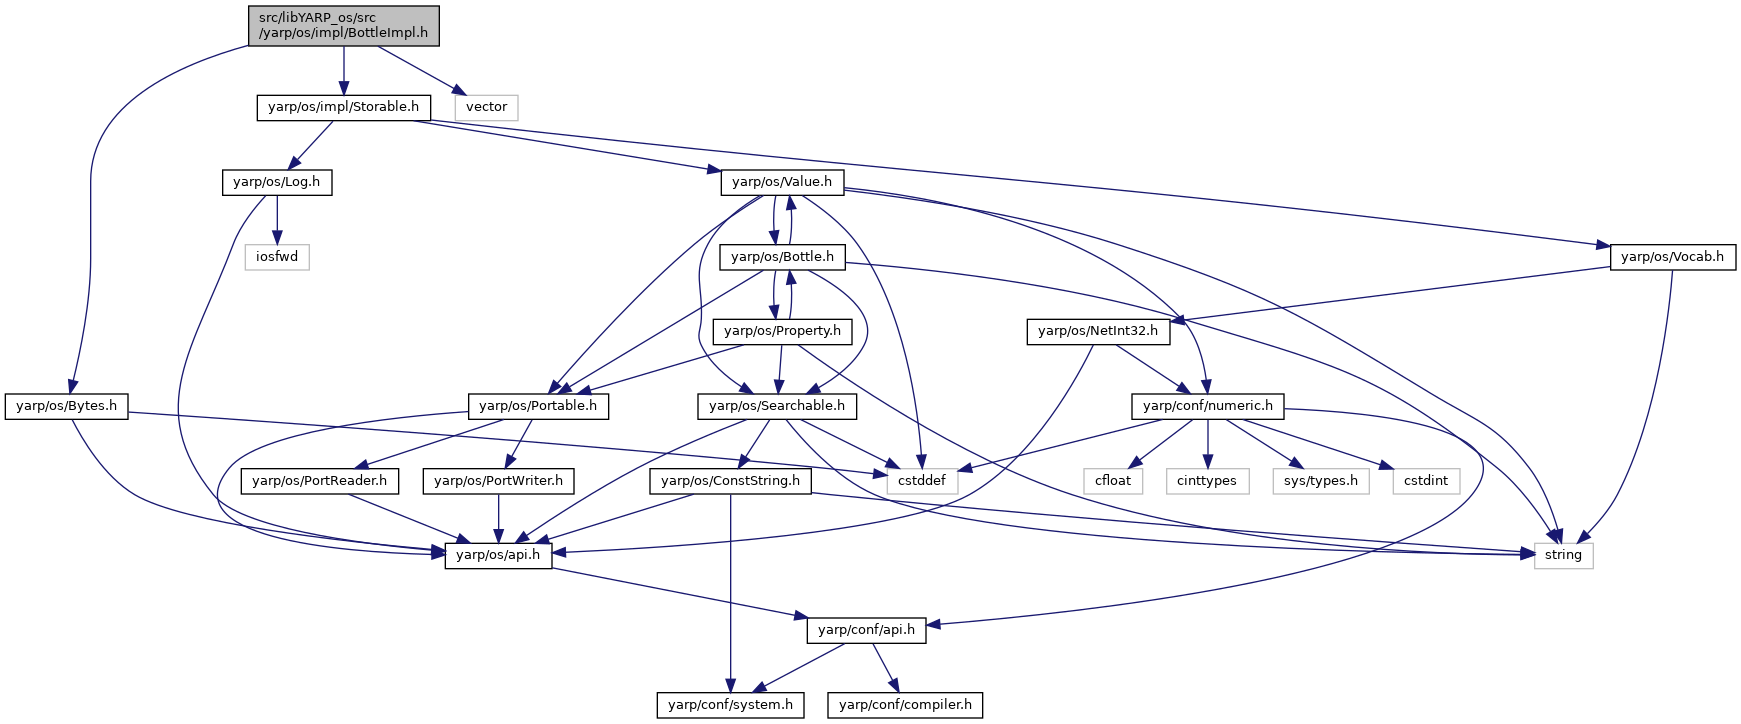 src/libYARP_os/src
/yarp/os/impl/BottleImpl.h
yarp/os/impl/Storable.h
vector
yarp/os/Log.h
yarp/os/Value.h
iosfwd
yarp/os/Bottle.h
yarp/os/Vocab.h
yarp/os/Property.h
yarp/os/NetInt32.h
yarp/os/Bytes.h
yarp/os/Portable.h
yarp/os/Searchable.h
yarp/conf/numeric.h
yarp/os/PortReader.h
yarp/os/PortWriter.h
yarp/os/ConstString.h
cstddef
cfloat
cinttypes
sys/types.h
cstdint
yarp/os/api.h
string
yarp/conf/api.h
yarp/conf/system.h
yarp/conf/compiler.h